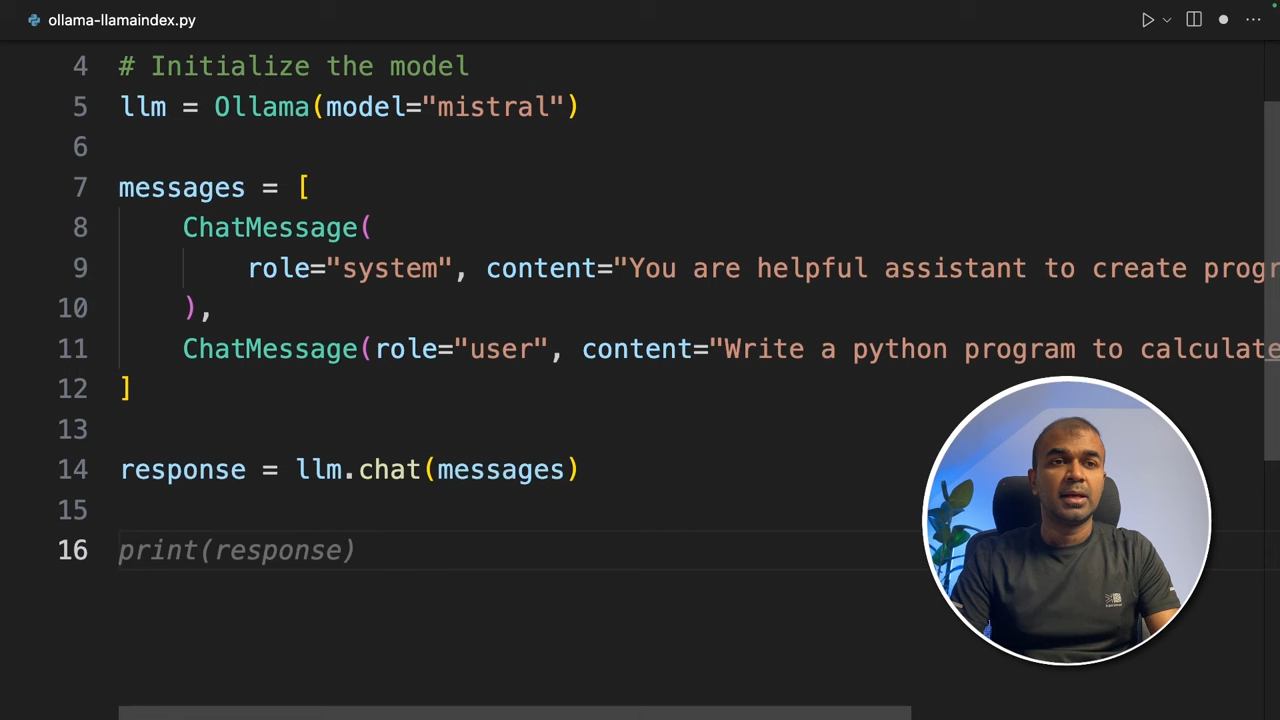 ollama-llamaindex.py
4 # Initialize the model
5 llm = Ollama(model="mistral")
6
7 messages = [
8 ChatMessage(
9 role="system", content="You are helpful assistant to create progr
10 ),
11 ChatMessage(role="user", content="Write a python program to calculate
12 ]
13
14 response = llm.chat(messages)
15
16 print(response)